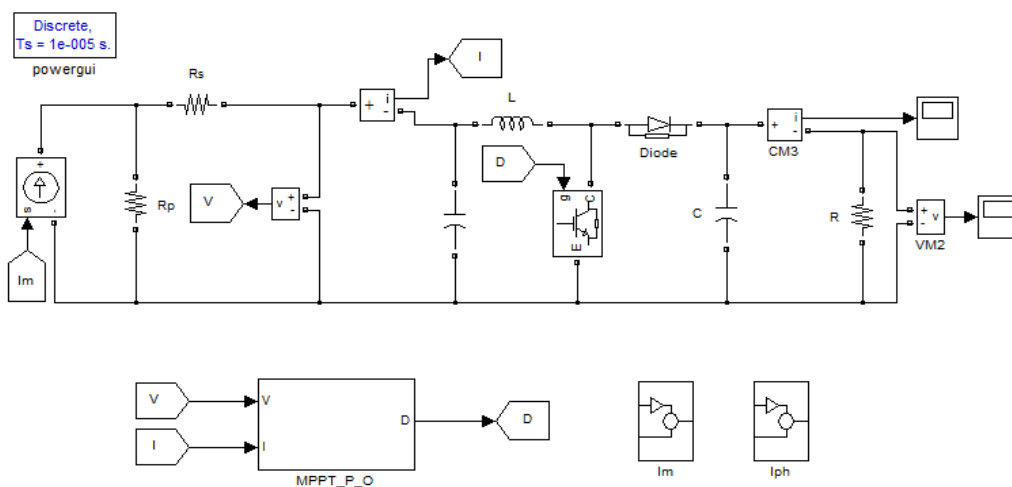 Discrete,
Ts = 1e-005 s.
powergui
Rs
I
+
i
-
L
Diode
+
i
-
CM3
D
g
C
E
V
v
+
-
Rp
+
s
-
Im
C
R
+
-
v
VM2
V
I
V
I
D
MPPT_P_O
D
Im
Iph